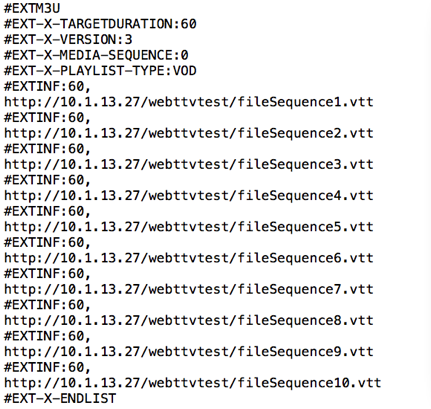 #EXTM3U
#EXT-X-TARGETDURATION:60
#EXT-X-VERSION:3
#EXT-X-MEDIA-SEQUENCE:0
#EXT-X-PLAYLIST-TYPE:VOD
#EXTINF:60,
http://10.1.13.27/webttvtest/fileSequence1.vtt
#EXTINF:60,
http://10.1.13.27/webttvtest/fileSequence2.vtt
#EXTINF:60,
http://10.1.13.27/webttvtest/fileSequence3.vtt
#EXTINF:60,
http://10.1.13.27/webttvtest/fileSequence4.vtt
#EXTINF:60,
http://10.1.13.27/webttvtest/fileSequence5.vtt
#EXTINF:60,
http://10.1.13.27/webttvtest/fileSequence6.vtt
#EXTINF:60,
http://10.1.13.27/webttvtest/fileSequence7.vtt
#EXTINF:60,
http://10.1.13.27/webttvtest/fileSequence8.vtt
#EXTINF:60,
http://10.1.13.27/webttvtest/fileSequence9.vtt
#EXTINF:60,
http://10.1.13.27/webttvtest/fileSequence10.vtt
#EXT-X-ENDLIST